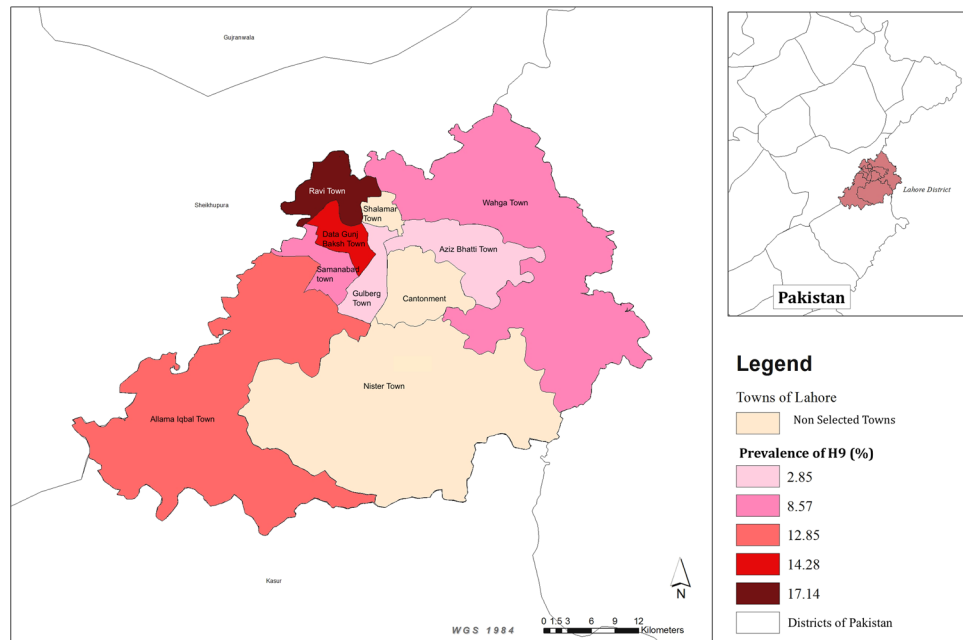 Gujranwala
Sheikhupura
Ravi Town
Shalamar
Town
Wahga Town
Data Gunj
Baksh Town
Aziz Bhatti Town
Samanabad
town
Gulberg
Town
Cantonment
Nister Town
Allama Iqbal Town
Kasur
N
WGS 1984
0 1.5 3 6 9 12
Kilometers
Lahore District
Pakistan
Legend
Towns of Lahore
Non Selected Towns
Prevalence of H9 (%)
2.85
8.57
12.85
14.28
17.14
Districts of Pakistan